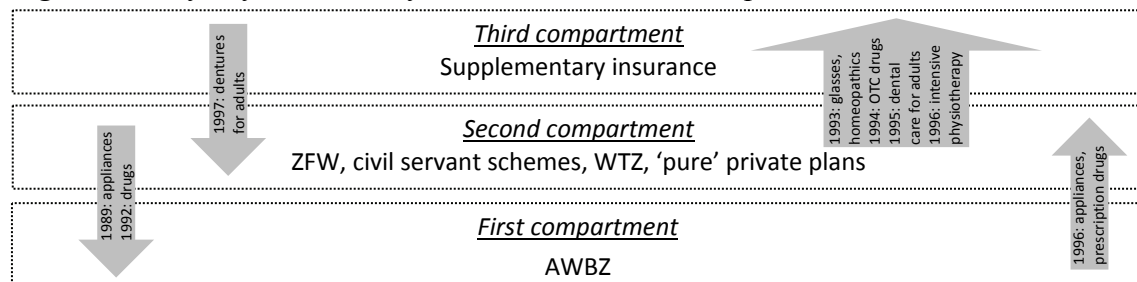 Third compartment
Supplementary insurance
Second compartment
ZFW, civil servant schemes, WTZ, ‘pure’ private plans
First compartment
AWBZ
1989: appliances
1992: drugs
1997: dentures
for adults
1993: glasses,
homeopathics
1994: OTC drugs
1995: dental
care for adults
1996: intensive
physiotherapy
1996: appliances,
prescription drugs